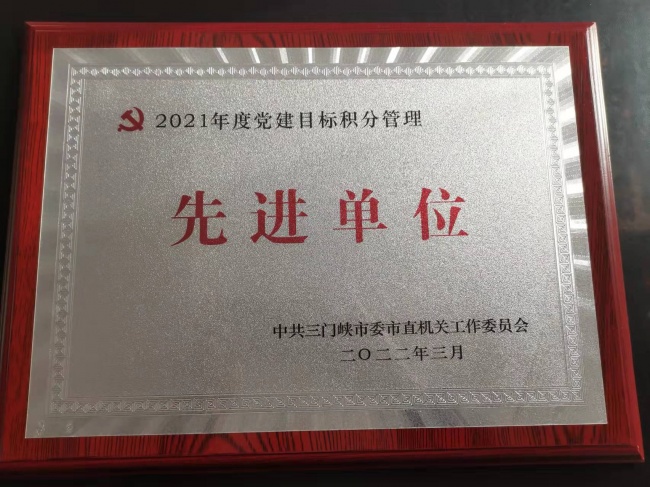 2021年度党建目标积分管理
先进单位
中共三门峡市委市直机关工作委员会
二〇二二年三月